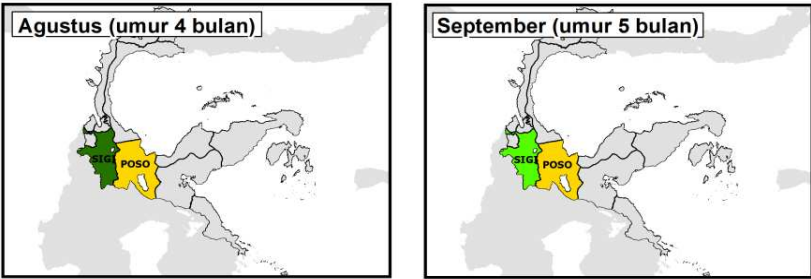 Agustus (umur 4 bulan)
SIGI
POSO
September (umur 5 bulan)
SIGI
POSO